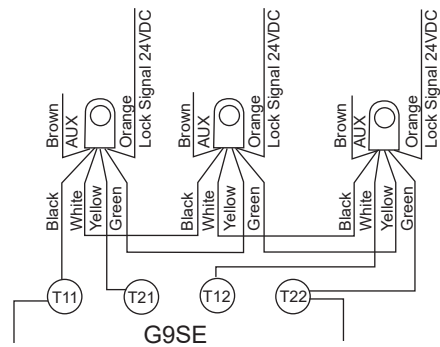 Brown
AUX
Orange
Lock Signal 24VDC
Brown
AUX
Orange
Lock Signal 24VDC
Brown
AUX
Orange
Lock Signal 24VDC
Black
White
Yellow
Green
Black
White
Yellow
Green
Black
White
Yellow
Green
T11
T21
T12
T22
G9SE